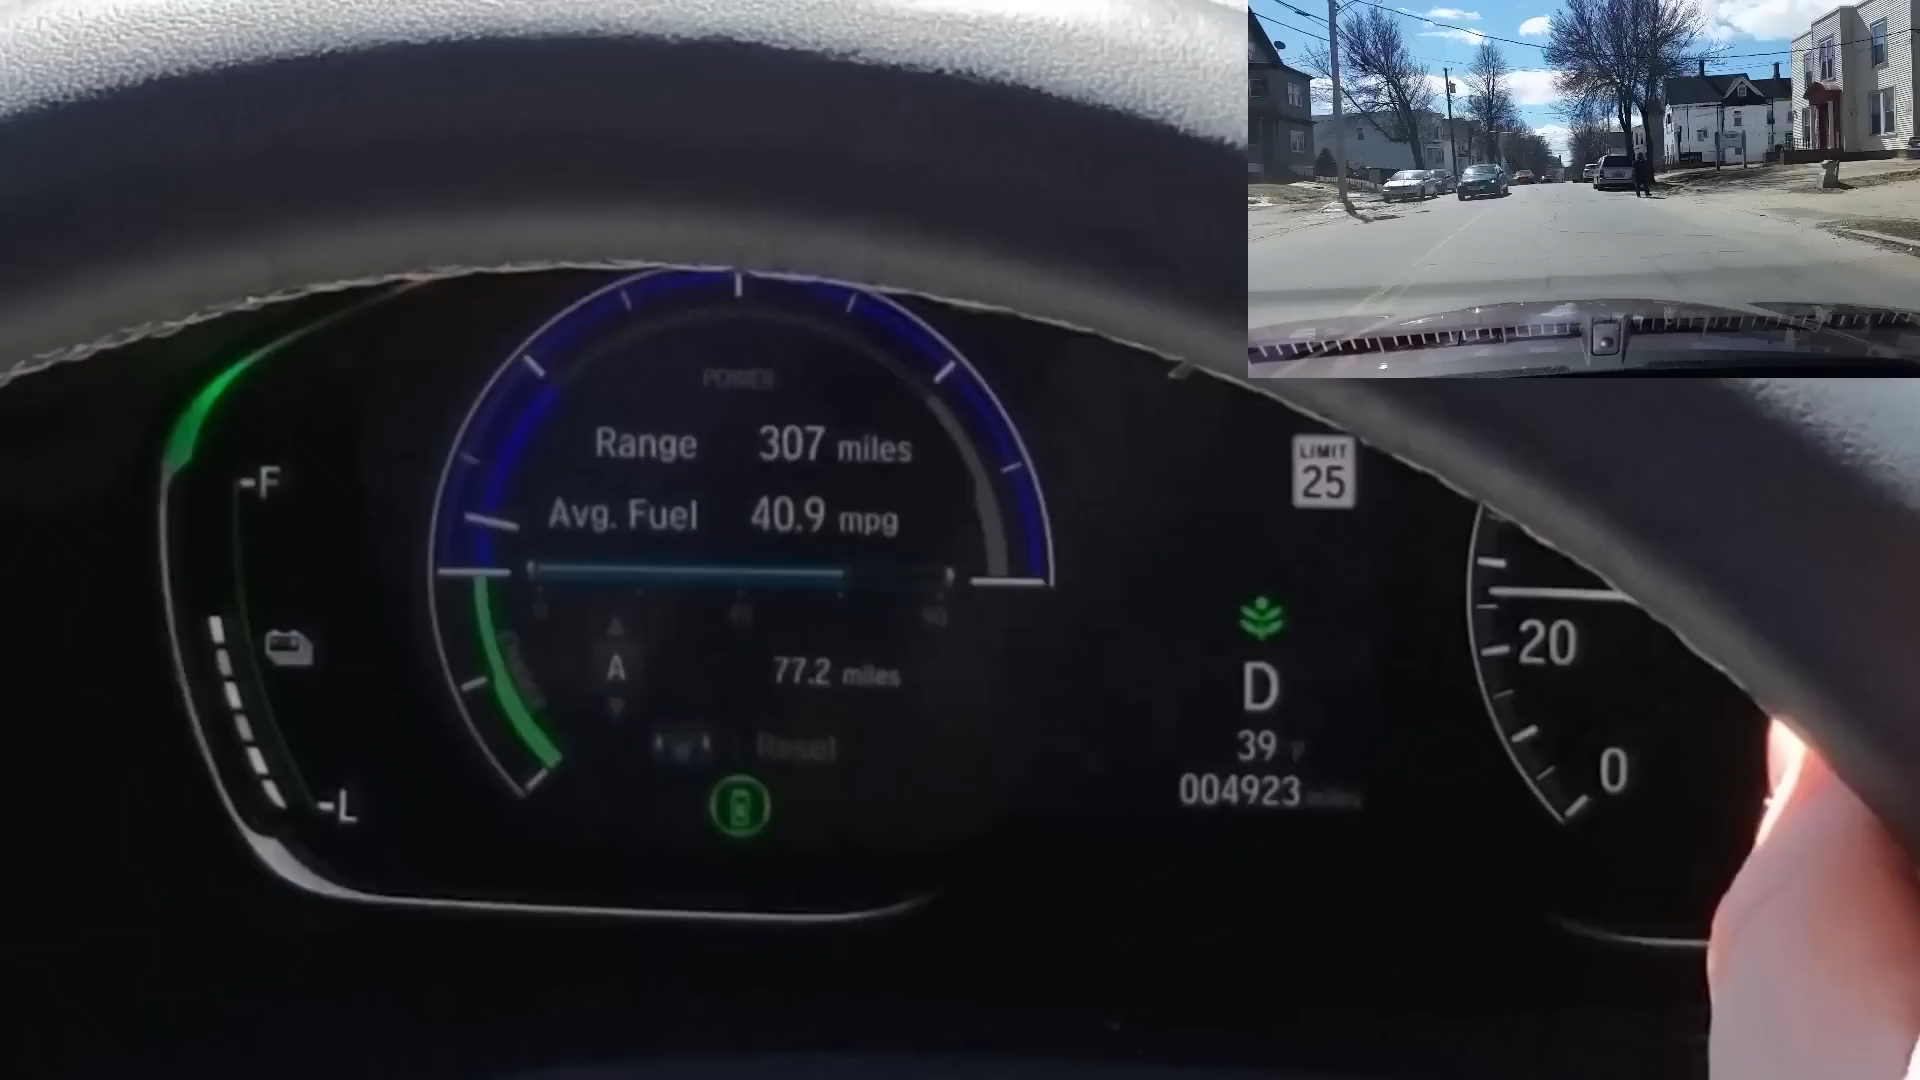 POWER
Range 307 miles
Avg. Fuel 40.9 mpg
A 77.2 miles
Reset
F
L
LIMIT
25
D
39 F
004923 miles
20
0